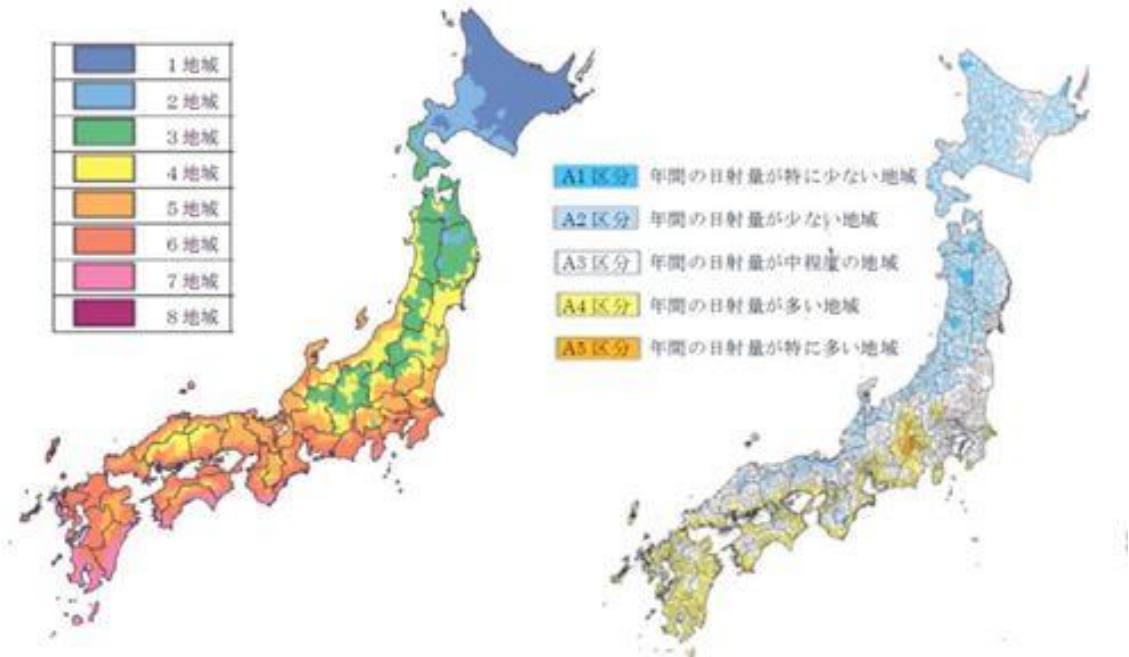 1地域
2地域
3地域
4地域
5地域
6地域
7地域
8地域
A1区分 年間の日射量が特に少ない地域
A2区分 年間の日射量が少ない地域
A3区分 年間の日射量が中程度の地域
A4区分 年間の日射量が多い地域
A5区分 年間の日射量が特に多い地域